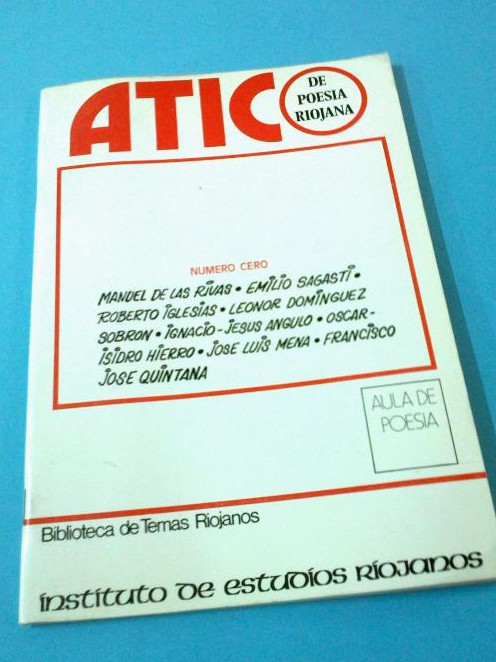 ATICO
DE
POESIA
RIOJANA
NUMERO CERO
MANUEL DE LAS RIVAS • EMILIO SAGASTI •
ROBERTO IGLESIAS • LEONOR DOMINGUEZ
SOBRON • IGNACIO-JESUS ANGULO • OSCAR-
ISIDRO HIERRO • JOSE LUIS MENA • FRANCISCO
JOSE QUINTANA
AULA DE
POESIA
Biblioteca de Temas Riojanos
instituto de estudios riojanos